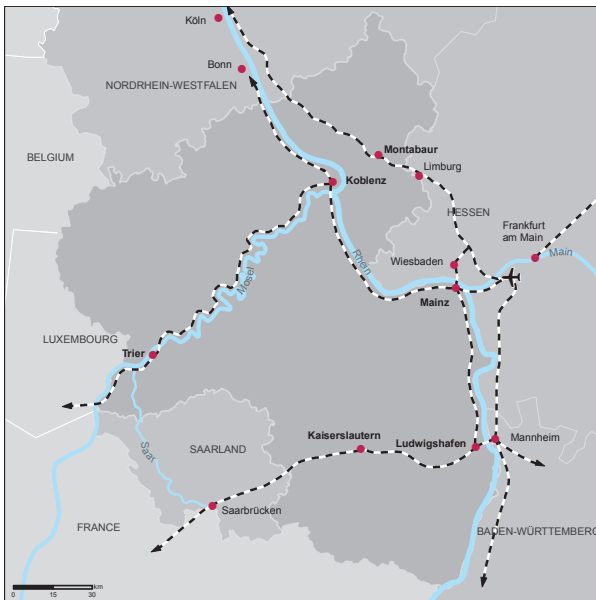 Köln
Bonn
NORDRHEIN-WESTFALEN
BELGIUM
Montabaur
Limburg
Koblenz
HESSEN
Frankfurt
am Main
Main
Rhein
Wiesbaden
Mosel
Mainz
LUXEMBOURG
Trier
Kaiserslautern
Ludwigshafen
Mannheim
SAARLAND
Saar
Saarbrücken
FRANCE
BADEN-WÜRTTEMBERG
km
0 15 30